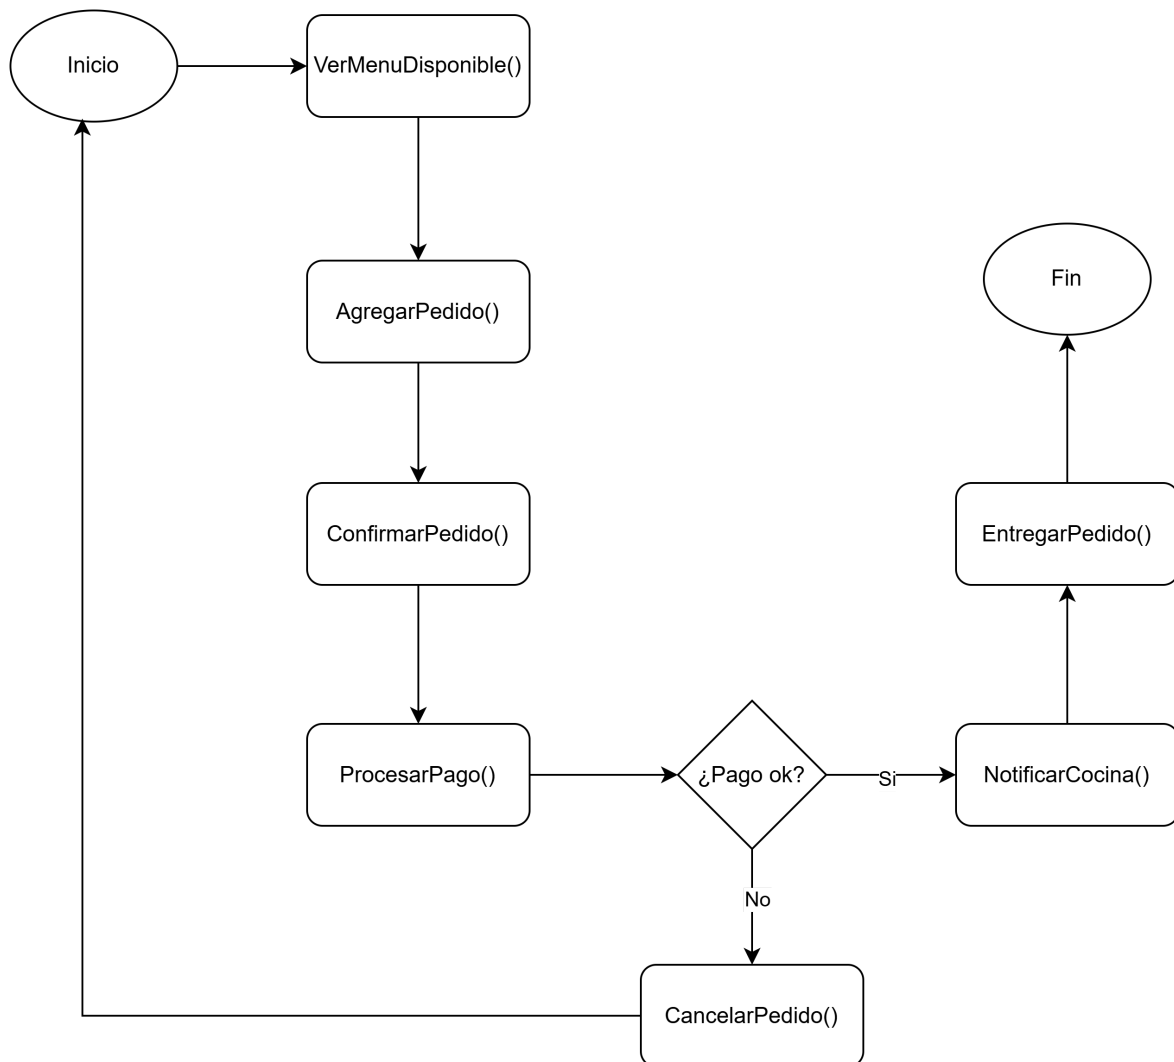 Inicio
VerMenuDisponible()
AgregarPedido()
Fin
ConfirmarPedido()
EntregarPedido()
ProcesarPago()
¿Pago ok?
Si
NotificarCocina()
No
CancelarPedido()